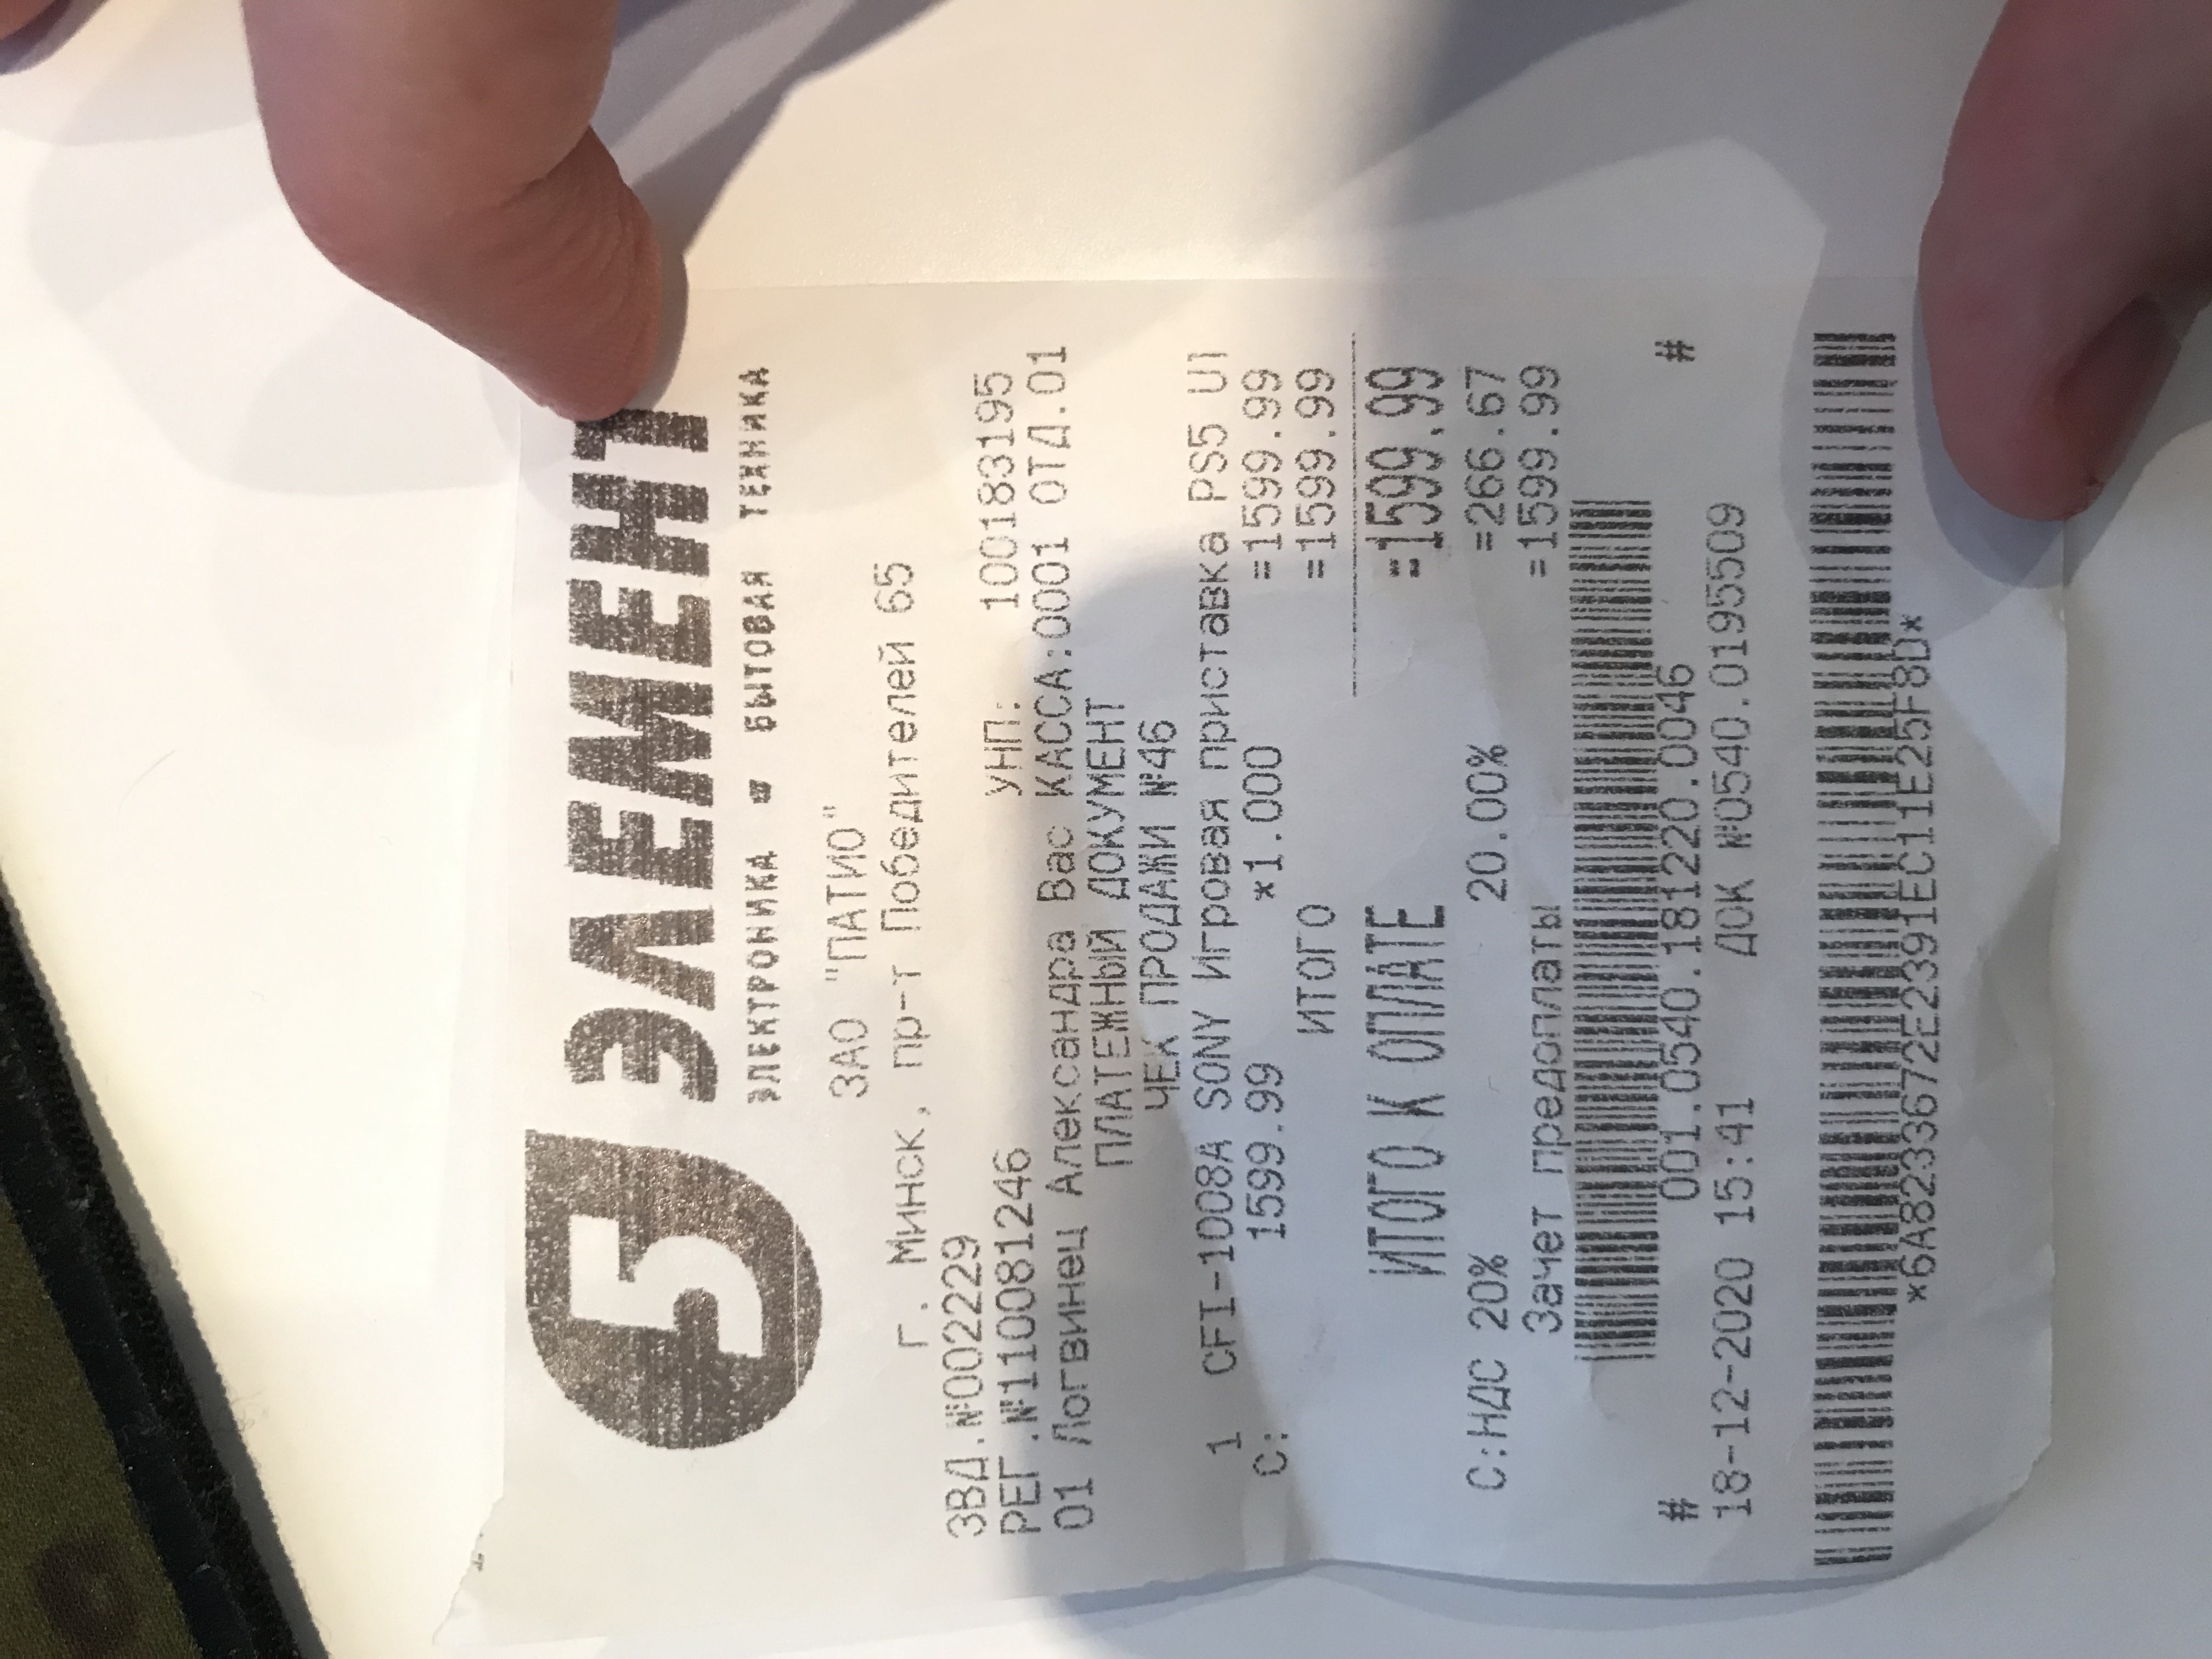 5 ЭЛЕМЕНТ
ЭЛЕКТРОНИКА и БЫТОВАЯ ТЕХНИКА
ЗАО "ПАТИО"
г. Минск, пр-т Победителей 65
ЗВД.№002229
РЕГ.№110081246 УНП: 100183195
01 Логвинец Александра Вас КАССА:0001 ОТД.01
ПЛАТЕЖНЫЙ ДОКУМЕНТ
ЧЕК ПРОДАЖИ №46
1 CFI-1008A SONY Игровая приставка PS5 U1
С: 1599.99 *1.000 =1599.99
ИТОГО =1599.99
ИТОГО К ОПЛАТЕ =1599.99
С:НДС 20% 20.00% =266.67
Зачет предоплаты =1599.99
# 001.0540.181220.0046 #
18-12-2020 15:41 ДОК №0540.0195509
*6A8233672E2391EC11E25F8D*